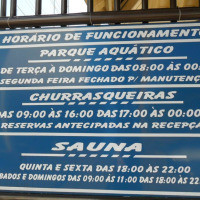 HORÁRIO DE FUNCIONAMENTO
PARQUE AQUÁTICO
DE TERÇA À DOMINGO DAS 08:00 ÀS
SEGUNDA FEIRA FECHADO P/ MANUTENÇ
CHURRASQUEIRAS
DAS 09:00 ÀS 16:00 DAS 17:00 ÀS 00:00
RESERVAS ANTECIPADAS NA RECEPÇÃ
SAUNA
QUINTA E SEXTA DAS 18:00 ÀS 22:00
BADOS E DOMINGOS DAS 09:00 ÀS 11:00 DAS 18:00 ÀS 22